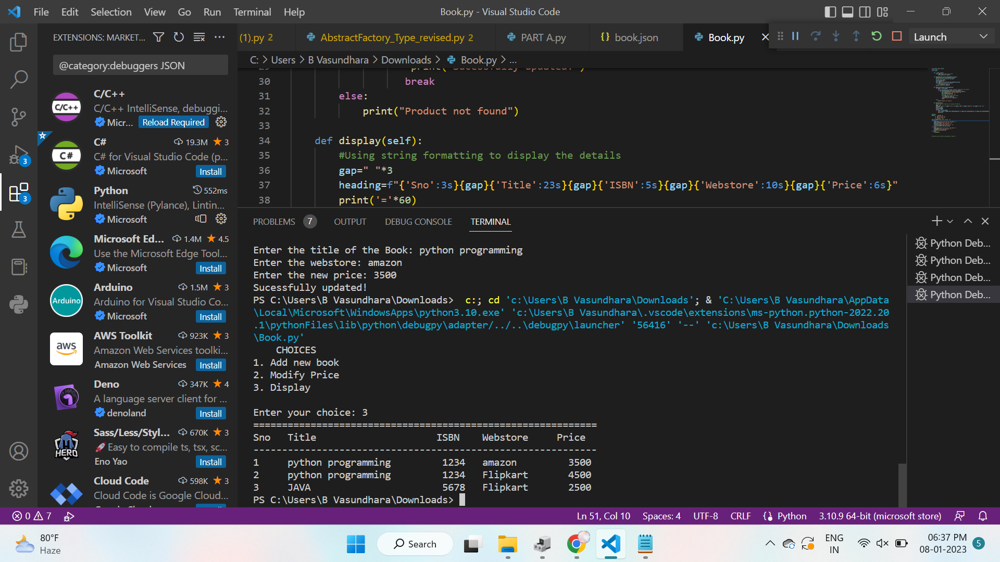 File Edit Selection View Go Run Terminal Help
Book.py - Visual Studio Code
EXTENSIONS: MARKET...
@category:debuggers JSON
C/C++
C/C++
C/C++ IntelliSense, debuggi...
Micr... Reload Required
C# 19.3M 3
C#
C# for Visual Studio Code (p...
Microsoft Install
Python 552ms
IntelliSense (Pylance), Lintin...
Microsoft
Microsoft Ed... 1.4M 4.5
Use the Microsoft Edge Tool...
Microsoft Install
Arduino 1.5M 3
Arduino
Arduino for Visual Studio Co...
Microsoft Install
AWS Toolkit 923K 3
aws
Amazon Web Services toolki...
Amazon Web Services Install
Deno 347K 4
A language server client for ...
denoland Install
Sass/Less/Styl... 670K 3
HERO
Easy to compile ts, tsx, sc...
Eno Yao Install
Cloud Code 598K 3
Cloud Code is Google Cloud...
3
3
(1).py 2 AbstractFactory_Type_revised.py 2 PART A.py {} book.json Book.py Launch
C: > Users > B Vasundhara > Downloads > Book.py > ...
30 break
31 else:
32 print("Product not found")
33
34 def display(self):
35 #Using string formatting to display the details
36 gap=" "*3
37 heading=f"{'Sno':3s}{gap}{'Title':23s}{gap}{'ISBN':5s}{gap}{'Webstore':10s}{gap}{'Price':6s}"
38 print('='*60)
PROBLEMS 7 OUTPUT DEBUG CONSOLE TERMINAL
Enter the title of the Book: python programming
Enter the webstore: amazon
Enter the new price: 3500
Sucessfully updated!
PS C:\Users\B Vasundhara\Downloads>  c:; cd 'c:\Users\B Vasundhara\Downloads'; & 'C:\Users\B Vasundhara\AppData
\Local\Microsoft\WindowsApps\python3.10.exe' 'c:\Users\B Vasundhara\.vscode\extensions\ms-python.python-2022.20
.1\pythonFiles\lib\python\debugpy\adapter/../..\debugpy\launcher' '56416' '--' 'c:\Users\B Vasundhara\Downloads
\Book.py'
CHOICES
1. Add new book
2. Modify Price
3. Display
Enter your choice: 3
============================================================
Sno Title ISBN Webstore Price
------------------------------------------------------------
1 python programming 1234 amazon 3500
2 python programming 1234 Flipkart 4500
3 JAVA 5678 Flipkart 2500
PS C:\Users\B Vasundhara\Downloads>
Python Deb...
Python Deb...
Python Deb...
Python Deb...
0 7 Ln 51, Col 10 Spaces: 4 UTF-8 CRLF {} Python 3.10.9 64-bit (microsoft store)
80°F
Haze
Search
ENG
IN
06:37 PM
08-01-2023
5